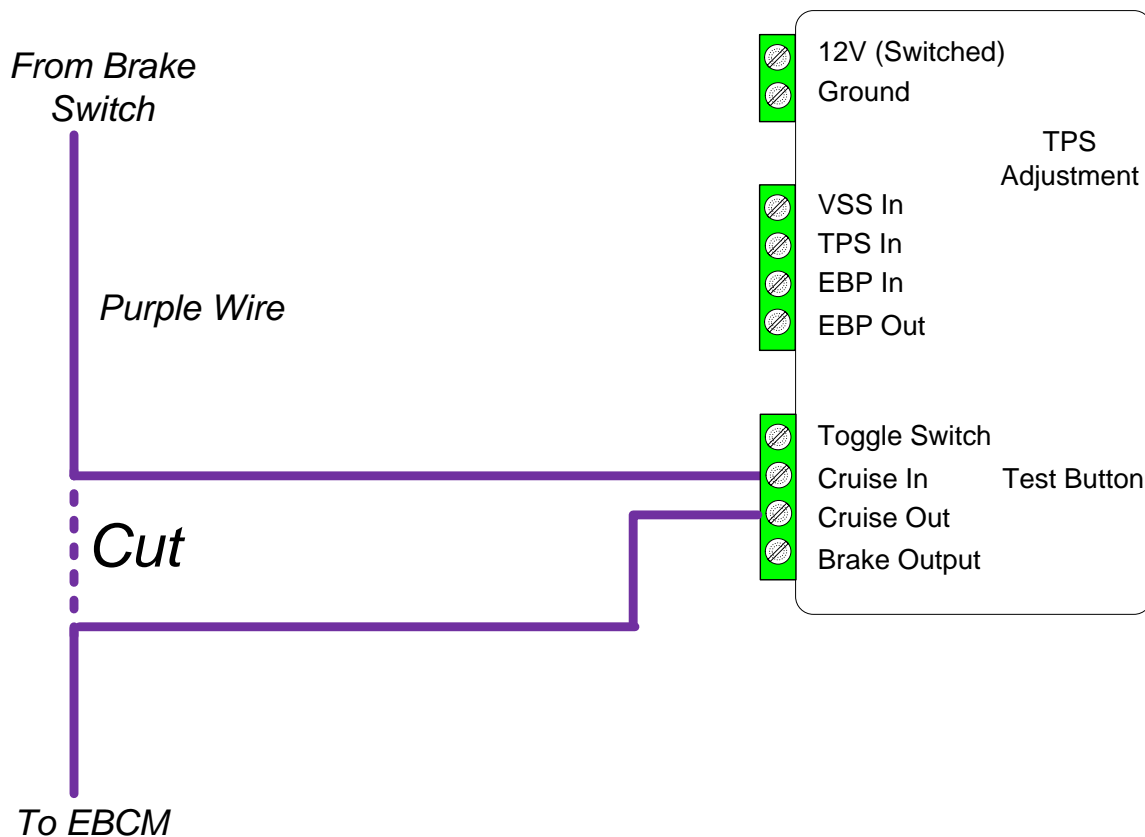 From Brake
Switch
Purple Wire
Cut
To EBCM
12V (Switched)
Ground
TPS
Adjustment
VSS In
TPS In
EBP In
EBP Out
Toggle Switch
Cruise In
Test Button
Cruise Out
Brake Output